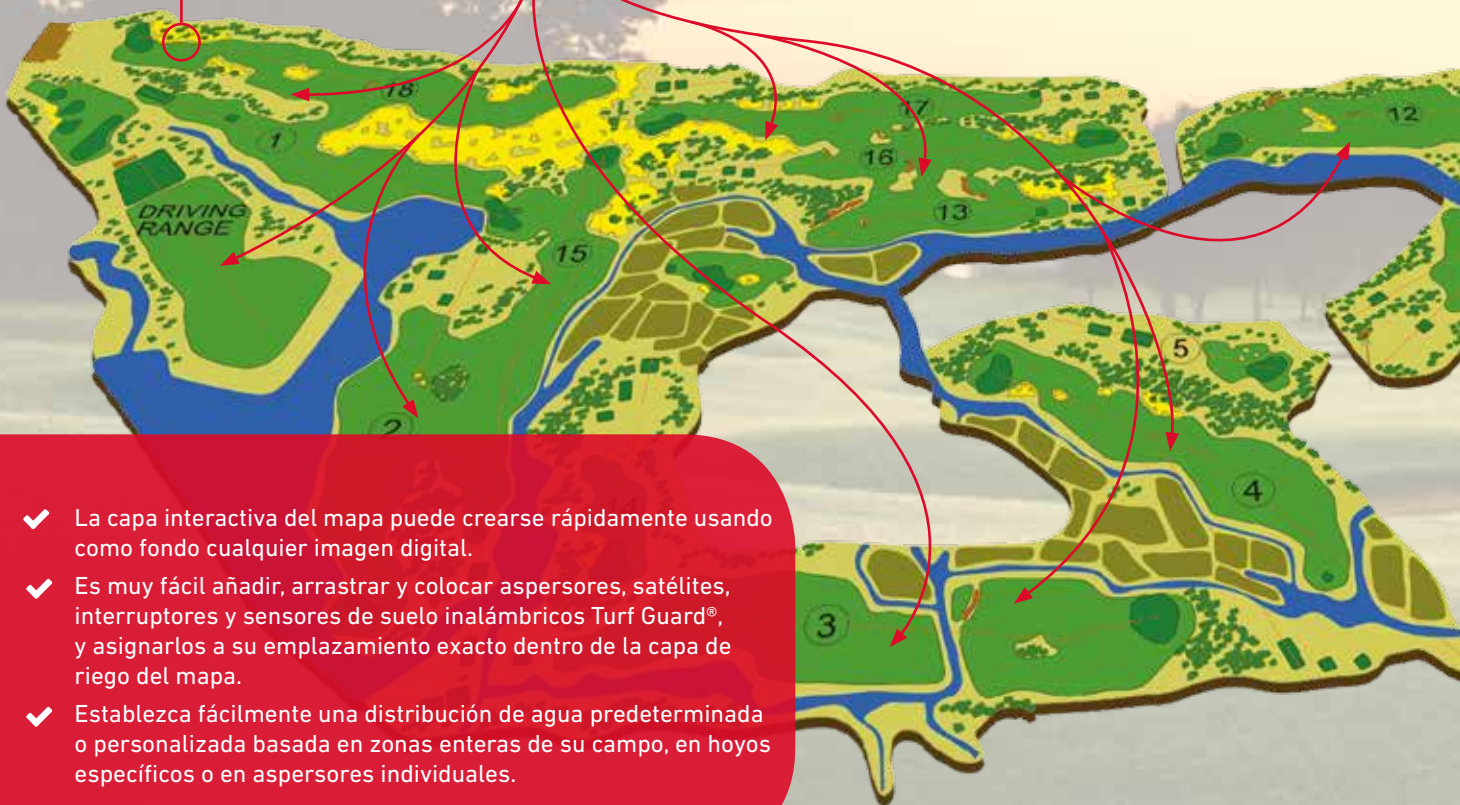 18
17
12
1
16
DRIVING
RANGE
13
15
5
2
4
3
La capa interactiva del mapa puede crearse rápidamente usando
como fondo cualquier imagen digital.
Es muy fácil añadir, arrastrar y colocar aspersores, satélites,
interruptores y sensores de suelo inalámbricos Turf Guard®,
y asignarlos a su emplazamiento exacto dentro de la capa de
riego del mapa.
Establezca fácilmente una distribución de agua predeterminada
o personalizada basada en zonas enteras de su campo, en hoyos
específicos o en aspersores individuales.